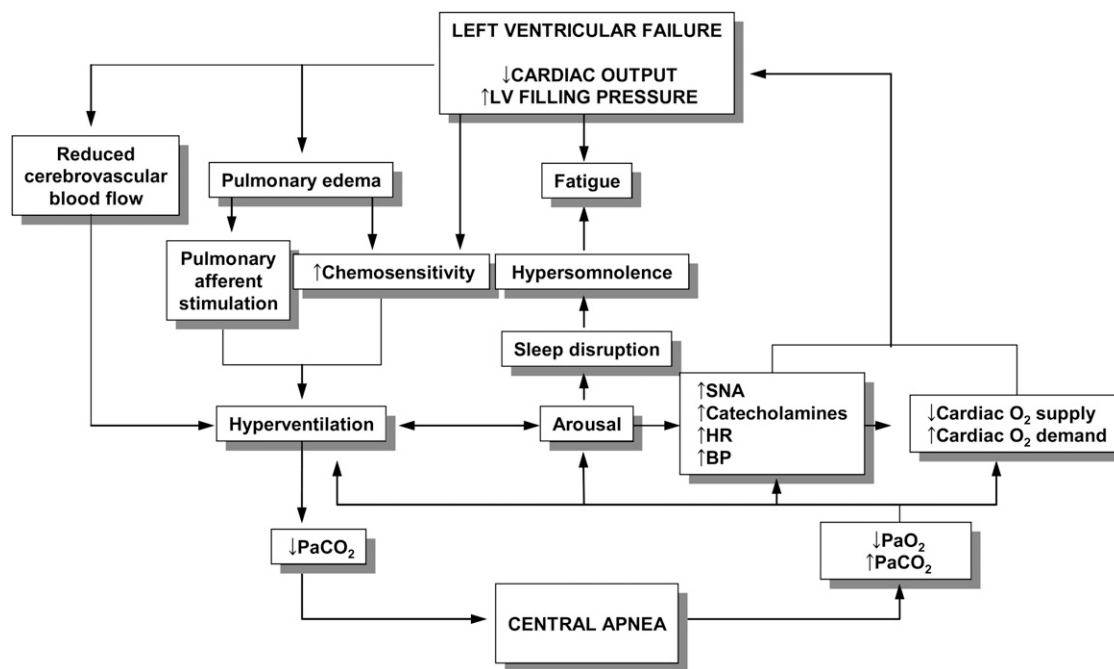 LEFT VENTRICULAR FAILURE
↓CARDIAC OUTPUT
↑LV FILLING PRESSURE
Reduced
cerebrovascular
blood flow
Pulmonary edema
Fatigue
Pulmonary
afferent
stimulation
↑Chemosensitivity
Hypersomnolence
Sleep disruption
Hyperventilation
Arousal
↑SNA
↑Catecholamines
↑HR
↑BP
↓Cardiac O₂ supply
↑Cardiac O₂ demand
↓PaCO₂
↓PaO₂
↑PaCO₂
CENTRAL APNEA